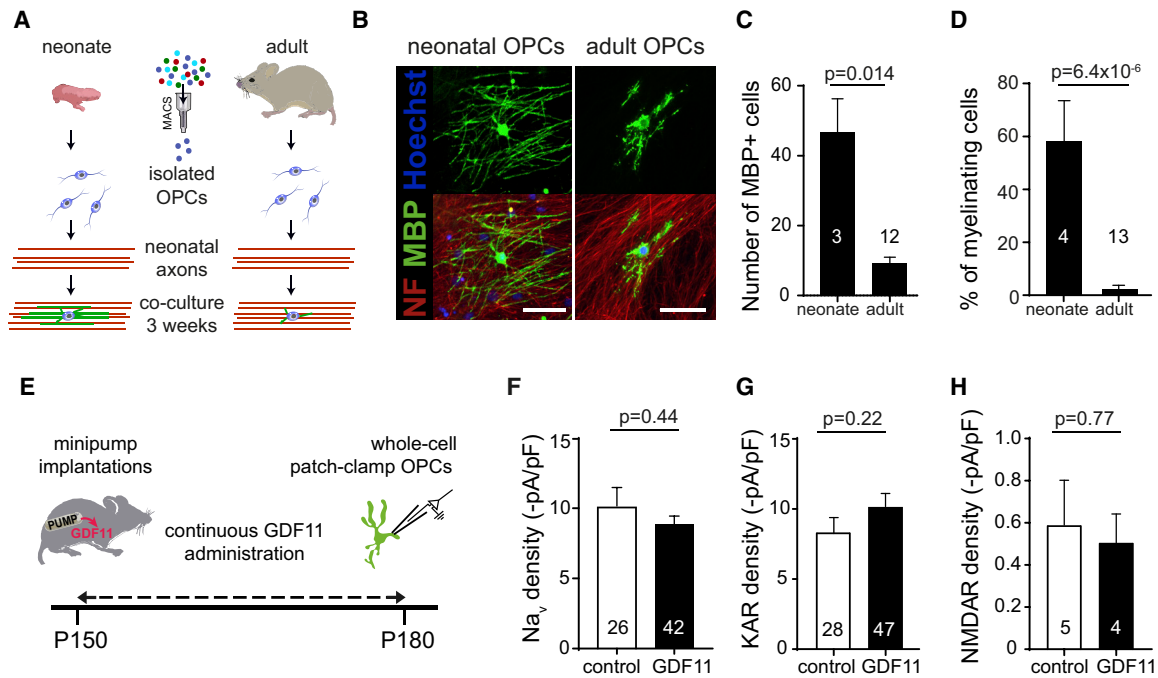 A
neonate
adult
MACS
isolated
OPCs
neonatal
axons
co-culture
3 weeks
B
neonatal OPCs
adult OPCs
NF MBP Hoechst
C
p=0.014
Number of MBP+ cells
60
40
20
0
3
12
neonate
adult
D
p=6.4x10-6
% of myelinating cells
80
60
40
20
0
4
13
neonate
adult
E
minipump
implantations
whole-cell
patch-clamp OPCs
PUMP
GDF11
continuous GDF11
administration
P150
P180
F
p=0.44
Nav density (-pA/pF)
15
10
5
0
26
42
control
GDF11
G
p=0.22
KAR density (-pA/pF)
15
10
5
0
28
47
control
GDF11
H
p=0.77
NMDAR density (-pA/pF)
1.0
0.8
0.6
0.4
0.2
0
5
4
control
GDF11